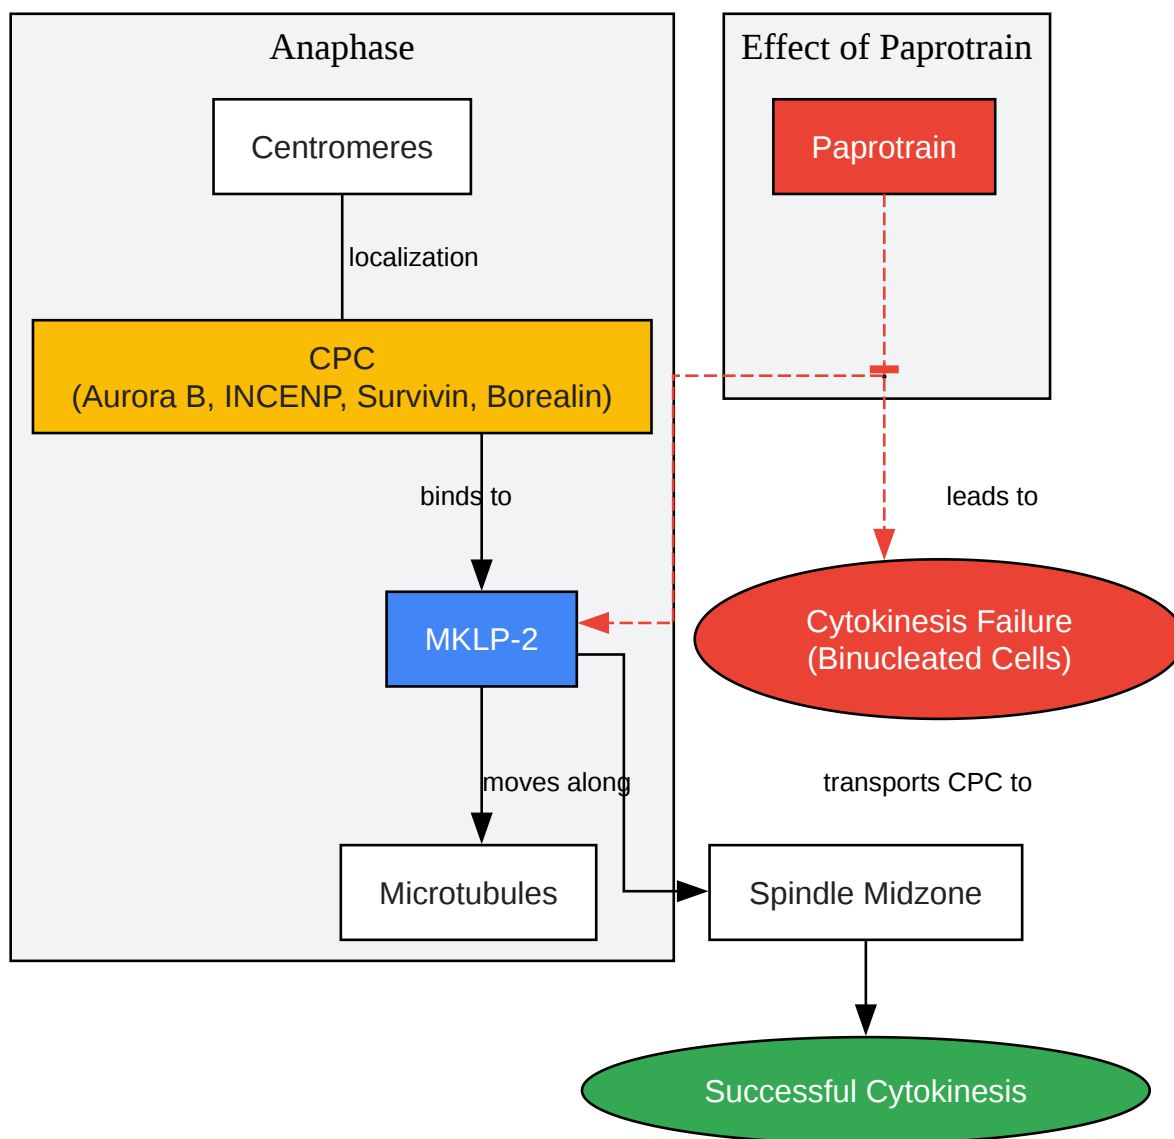 Anaphase
Effect of Paprotrain
Centromeres
Paprotrain
localization
CPC
(Aurora B, INCENP, Survivin, Borealin)
binds to
leads to
MKLP-2
Cytokinesis Failure
(Binucleated Cells)
moves along
transports CPC to
Microtubules
Spindle Midzone
Successful Cytokinesis